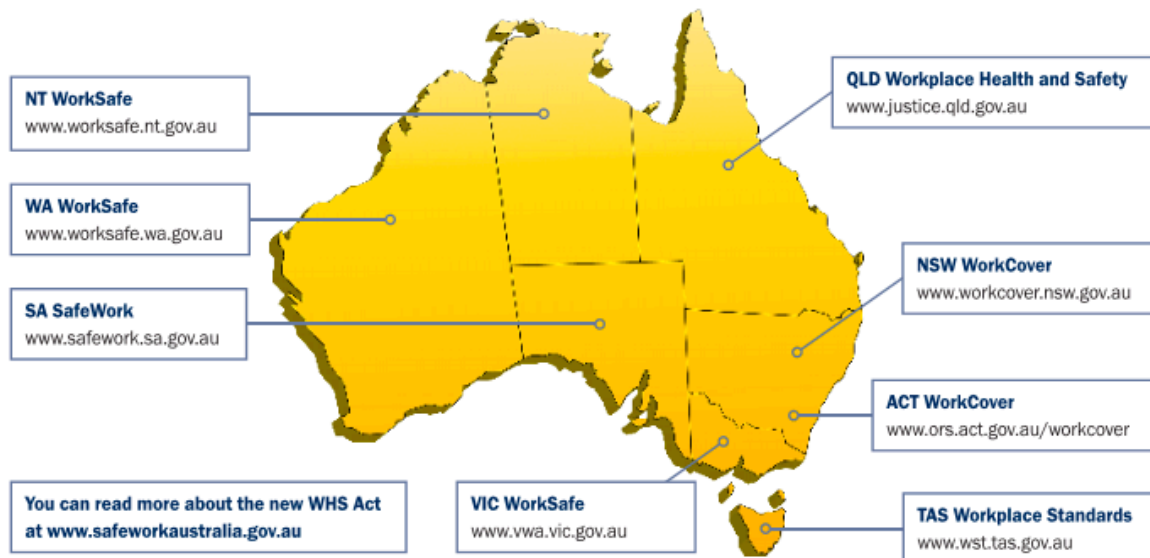 NT WorkSafe
www.worksafe.nt.gov.au
QLD Workplace Health and Safety
www.justice.qld.gov.au
WA WorkSafe
www.worksafe.wa.gov.au
NSW WorkCover
www.workcover.nsw.gov.au
SA SafeWork
www.safework.sa.gov.au
ACT WorkCover
www.ors.act.gov.au/workcover
You can read more about the new WHS Act
at www.safeworkaustralia.gov.au
VIC WorkSafe
www.vwa.vic.gov.au
TAS Workplace Standards
www.wst.tas.gov.au